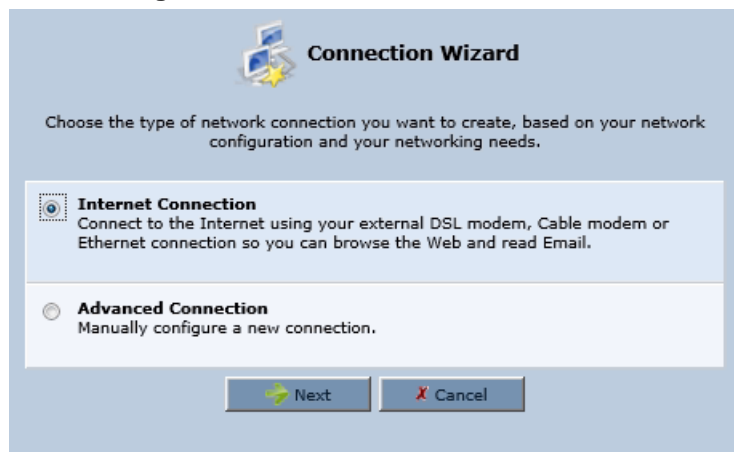 Connection Wizard
Choose the type of network connection you want to create, based on your network
configuration and your networking needs.
Internet Connection
Connect to the Internet using your external DSL modem, Cable modem or
Ethernet connection so you can browse the Web and read Email.
Advanced Connection
Manually configure a new connection.
Next
Cancel